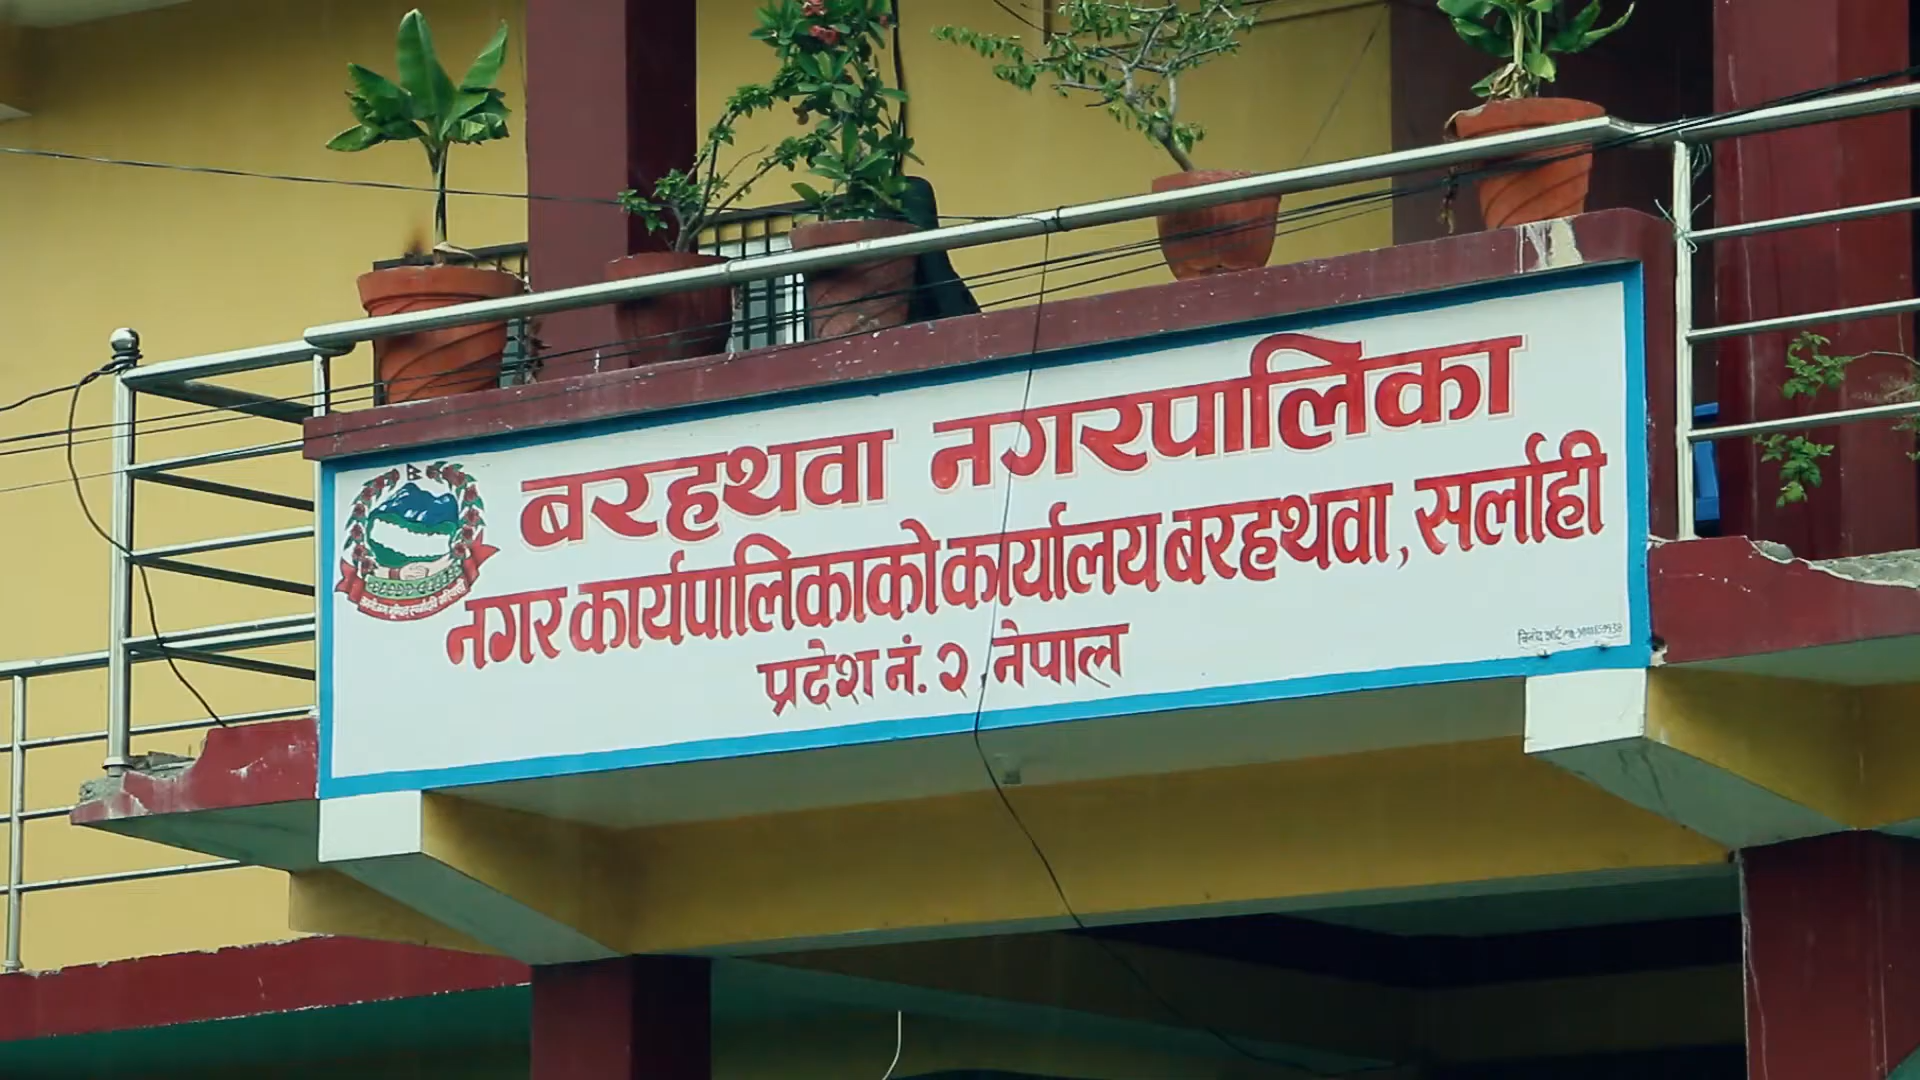 बरहथवा नगरपालिका
नगर कार्यपालिकाको कार्यालय बरहथवा, सर्लाही
प्रदेश नं. २ नेपाल